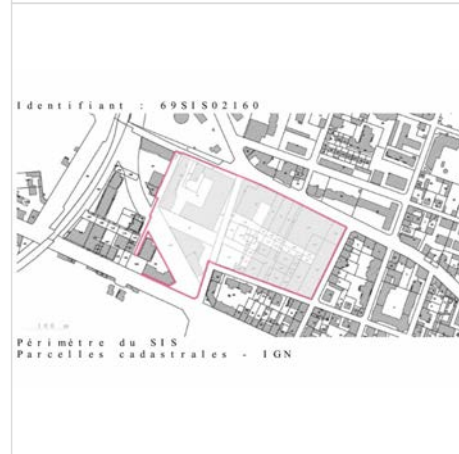 Identifiant : 69SIS02160
Périmètre du SIS
Parcelles cadastrales - IGN